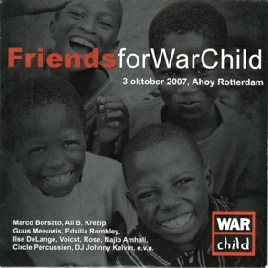 FriendsforWarChild
3 oktober 2007, Ahoy Rotterdam
Marco Borsato, Ali B, Krezip,
Guus Meeuwis, Edsilia Rombley,
Ilse DeLange, Voicst, Rose, Najib Amhali,
Circle Percussion, DJ Johnny Kelvin, e.v.a.
WAR
child